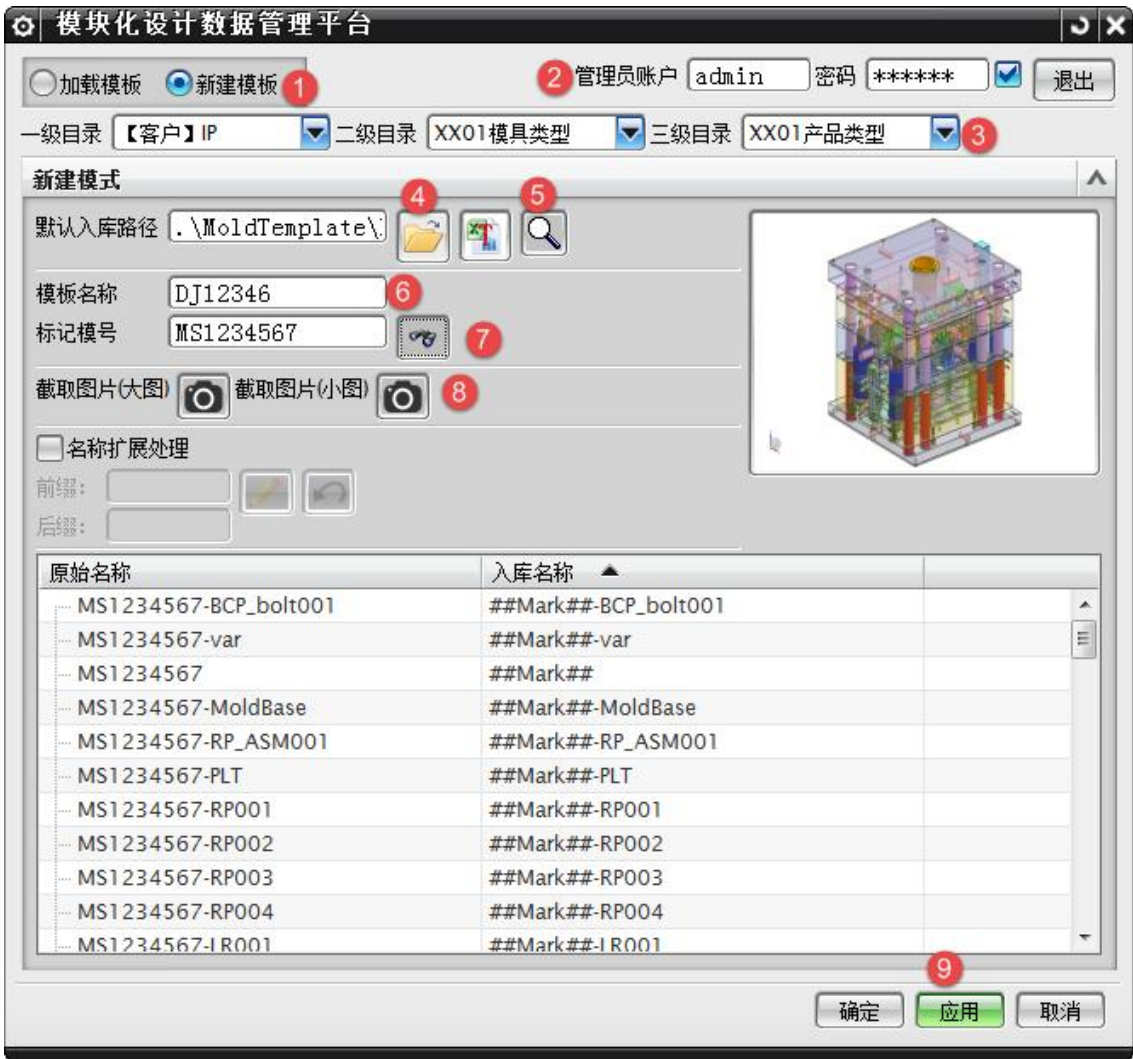 模块化设计数据管理平台
加载模板 新建模板 1 2 管理员账户 admin 密码 ****** 退出
一级目录 【客户】IP 二级目录 XX01模具类型 三级目录 XX01产品类型 3
新建模式
4 5
默认入库路径 .\MoldTemplate\
模板名称 DJ12346 6
标记模号 MS1234567 7
截取图片(大图) 截取图片(小图) 8
名称扩展处理
前缀:
后缀:
原始名称 入库名称
MS1234567-BCP_bolt001 ##Mark##-BCP_bolt001
MS1234567-var ##Mark##-var
MS1234567 ##Mark##
MS1234567-MoldBase ##Mark##-MoldBase
MS1234567-RP_ASM001 ##Mark##-RP_ASM001
MS1234567-PLT ##Mark##-PLT
MS1234567-RP001 ##Mark##-RP001
MS1234567-RP002 ##Mark##-RP002
MS1234567-RP003 ##Mark##-RP003
MS1234567-RP004 ##Mark##-RP004
MS1234567-LR001 ##Mark##-LR001
9
确定 应用 取消